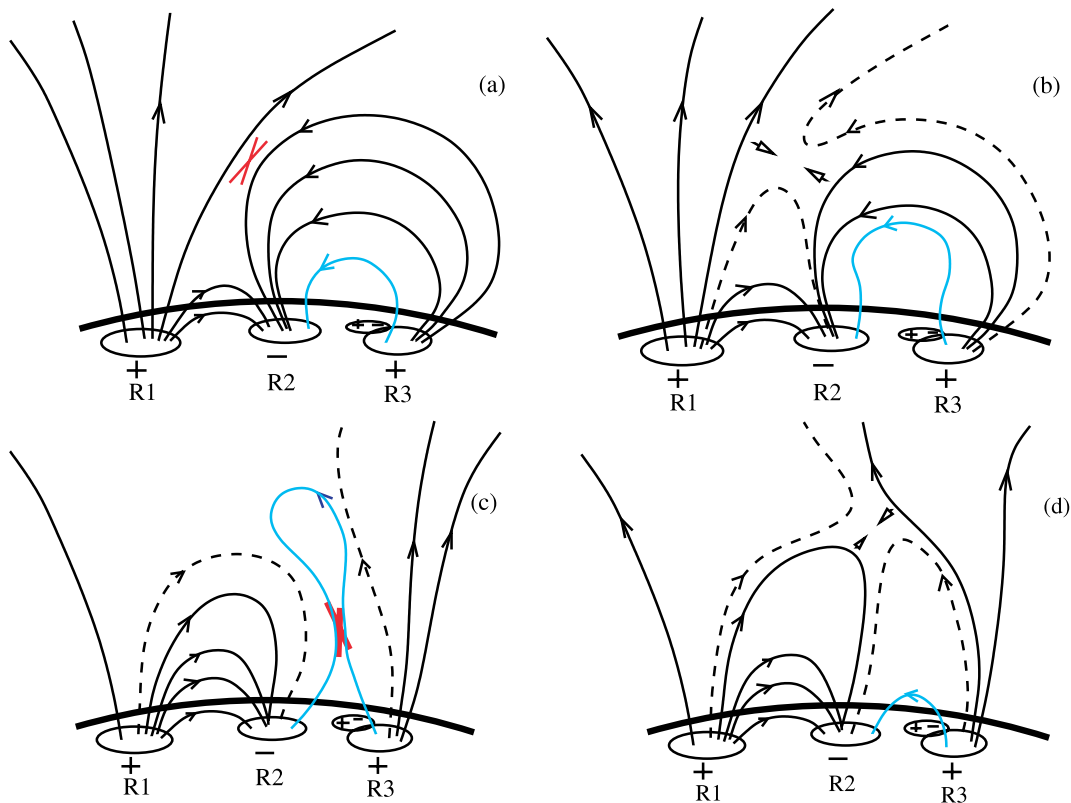 (a)
+ −
+ − +
R1 R2 R3
(b)
+ −
+ − +
R1 R2 R3
(c)
+ −
+ − +
R1 R2 R3
(d)
+ −
+ − +
R1 R2 R3